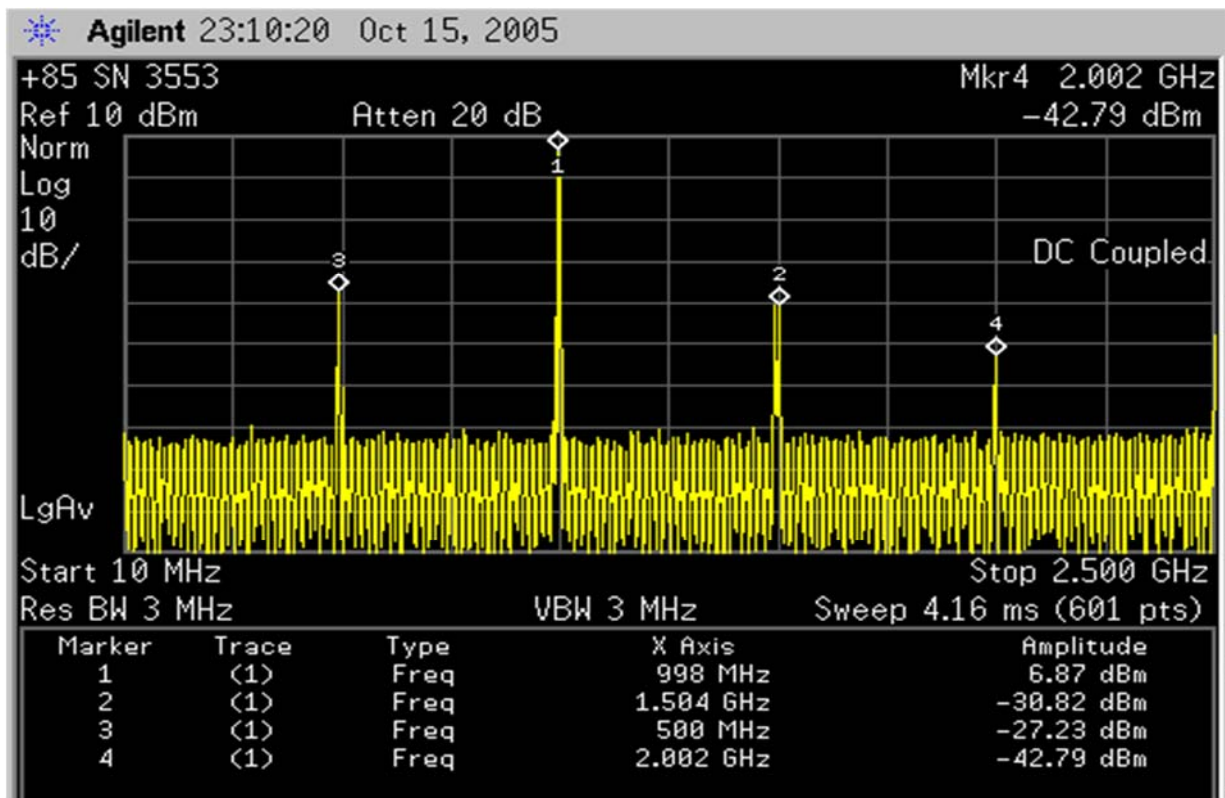 Agilent 23:10:20 Oct 15, 2005
+85 SN 3553 Mkr4 2.002 GHz
Ref 10 dBm Atten 20 dB -42.79 dBm
Norm
Log
10
dB/
1
3
2
4
DC Coupled
LgAv
Start 10 MHz Stop 2.500 GHz
Res BW 3 MHz VBW 3 MHz Sweep 4.16 ms (601 pts)
Marker Trace Type X Axis Amplitude
1 (1) Freq 998 MHz 6.87 dBm
2 (1) Freq 1.504 GHz -30.82 dBm
3 (1) Freq 500 MHz -27.23 dBm
4 (1) Freq 2.002 GHz -42.79 dBm